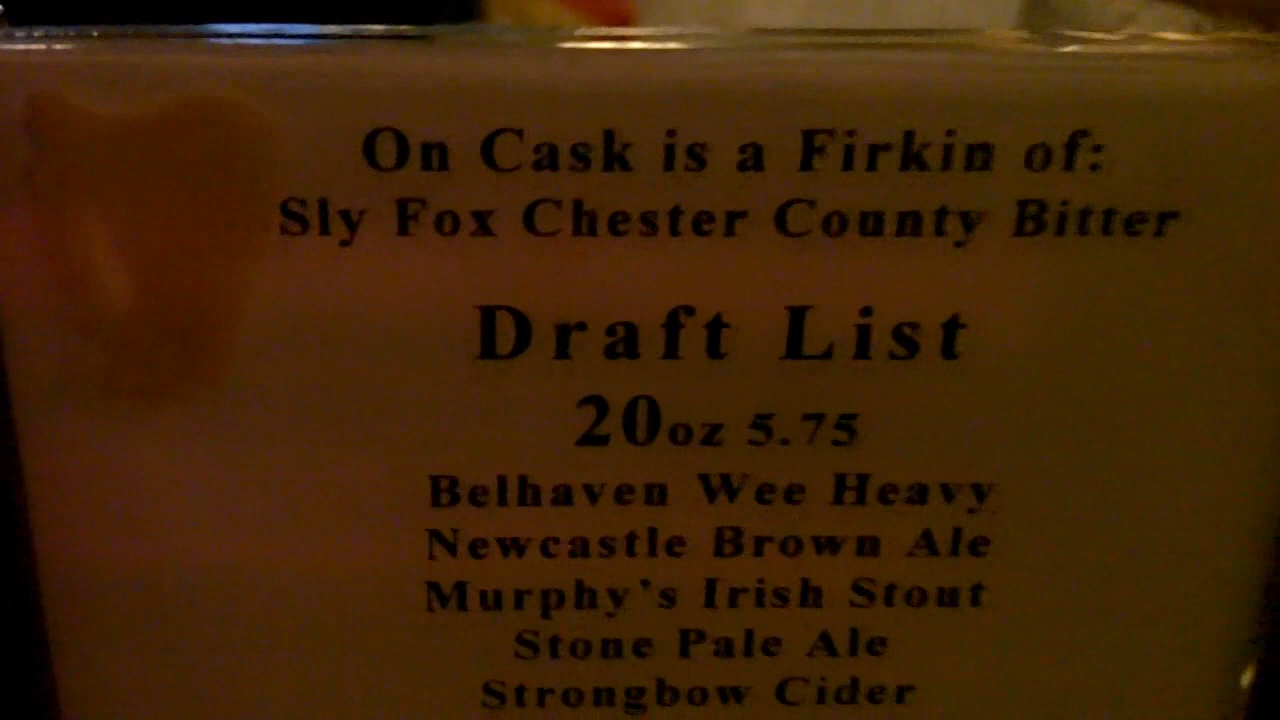 On Cask is a Firkin of:
Sly Fox Chester County Bitter
Draft List
20oz 5.75
Belhaven Wee Heavy
Newcastle Brown Ale
Murphy's Irish Stout
Stone Pale Ale
Strongbow Cider